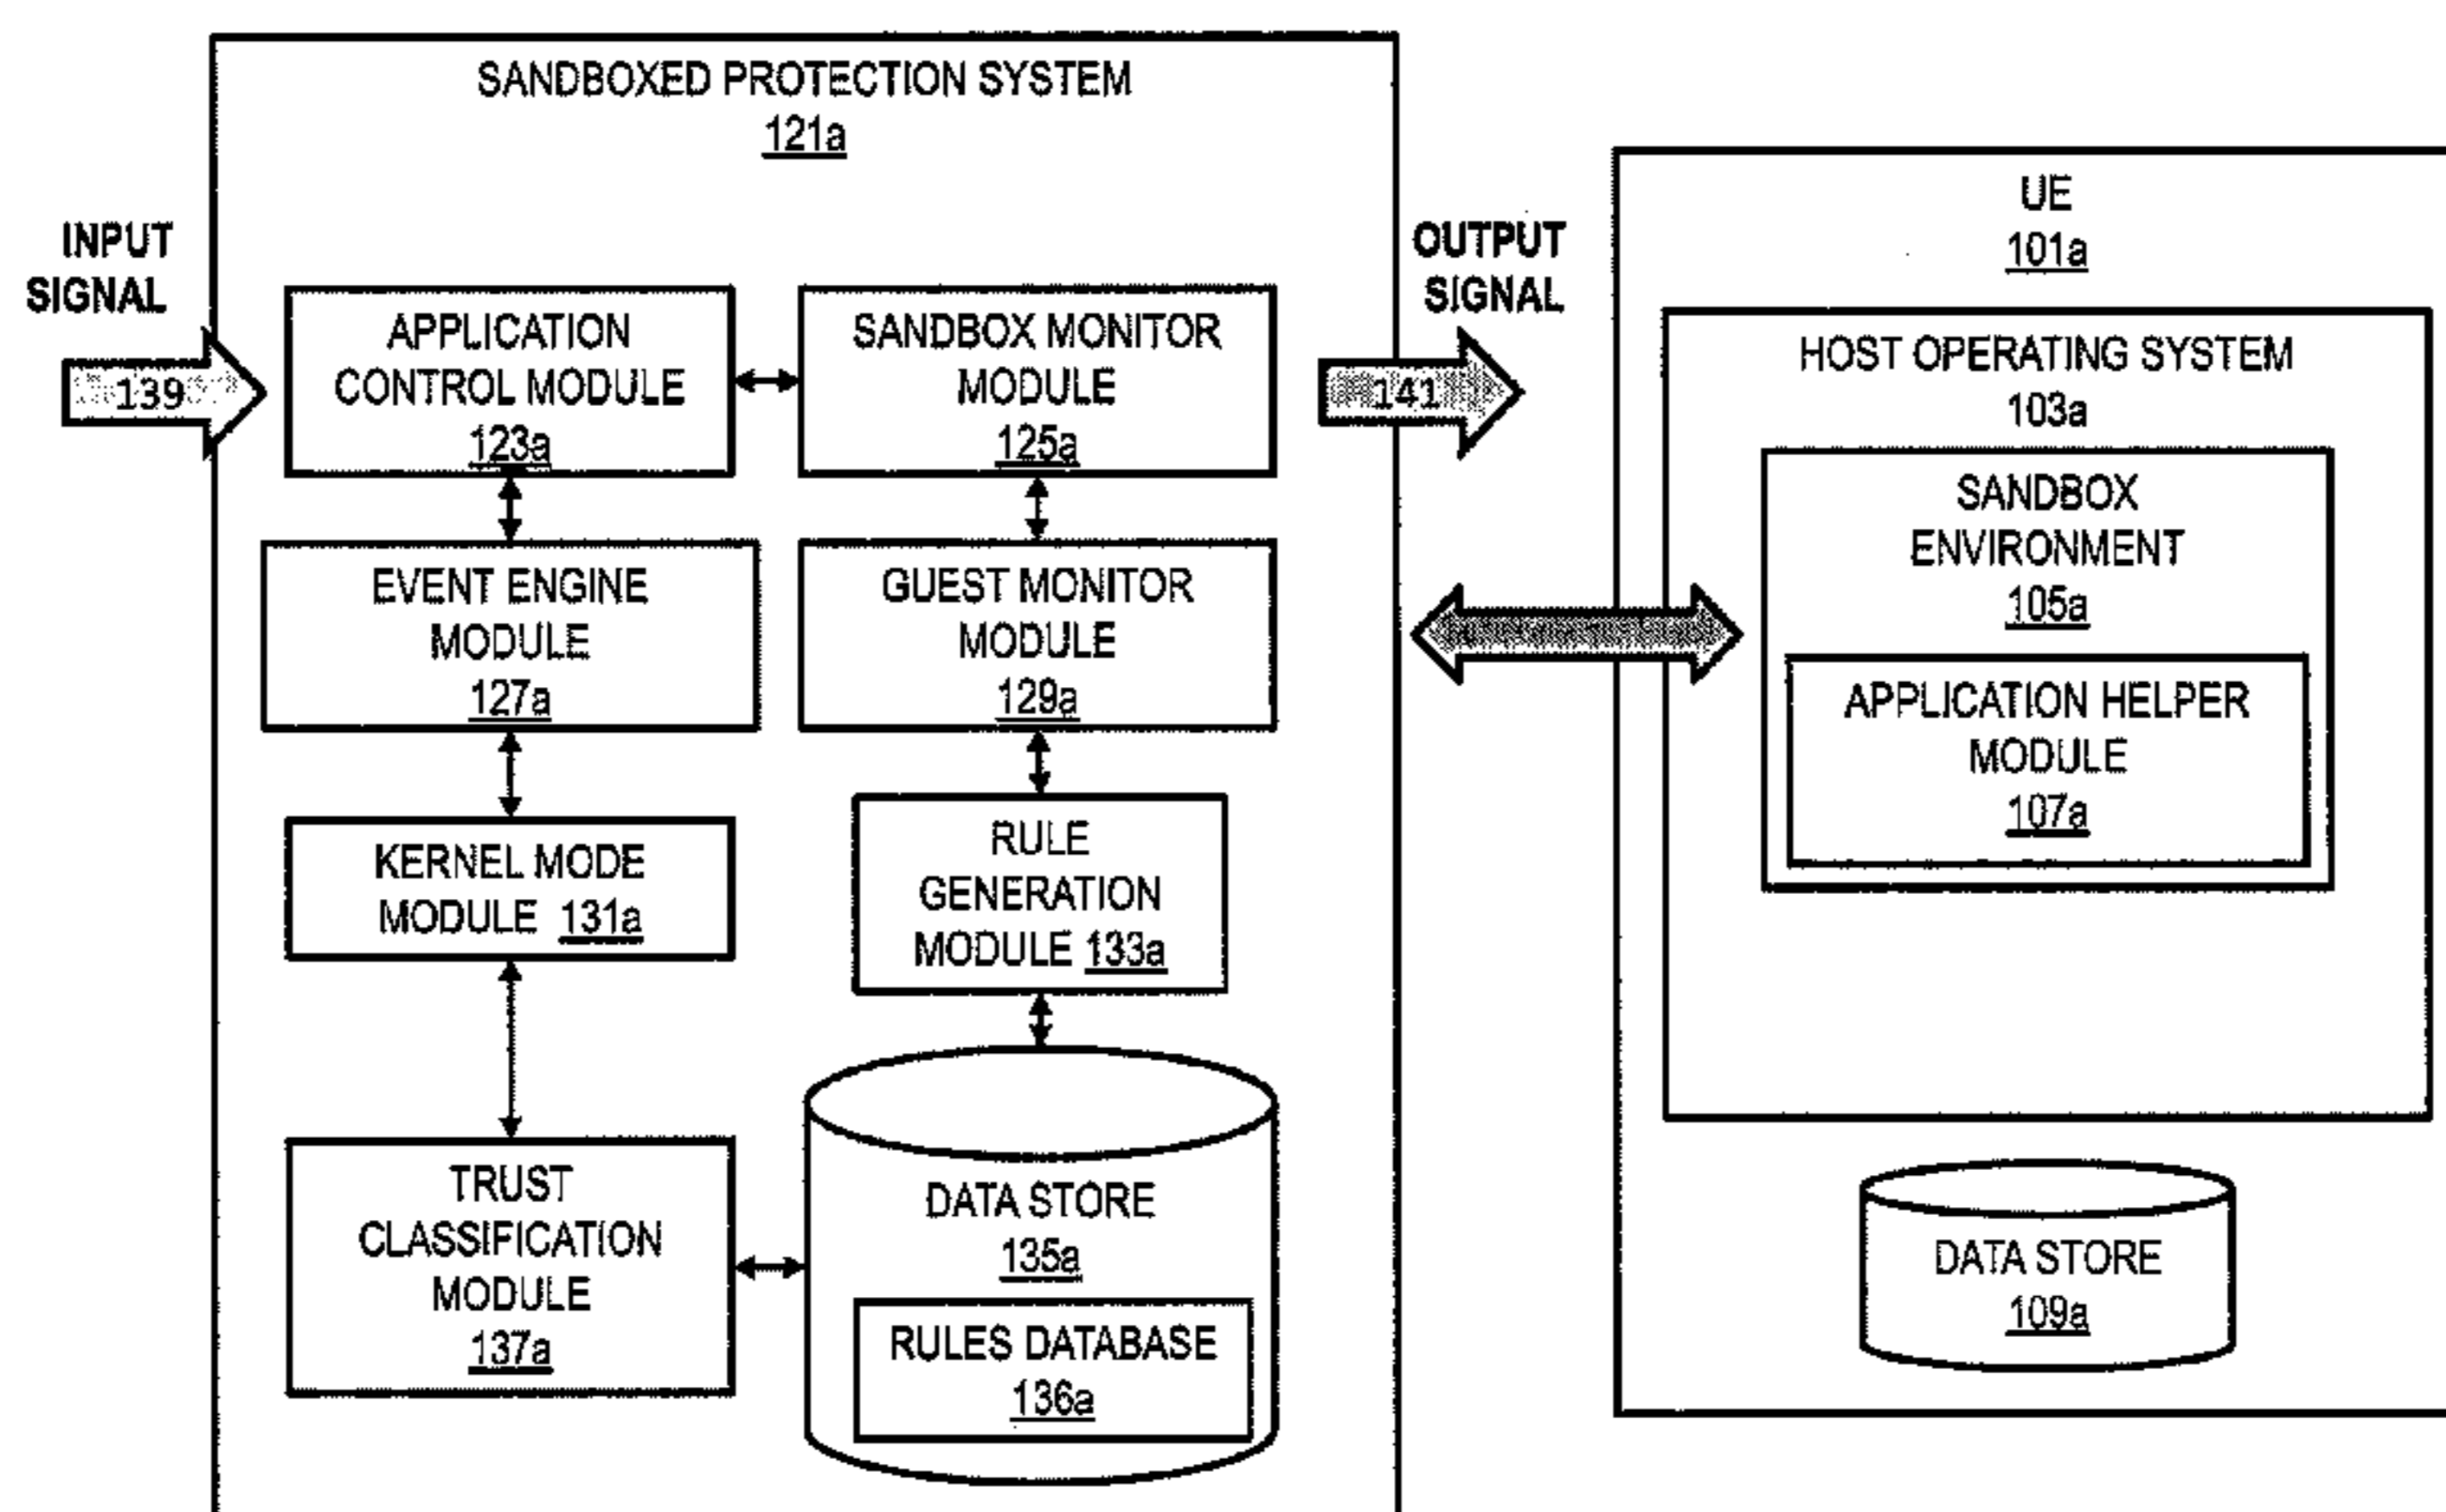 SANDBOXED PROTECTION SYSTEM
121a
INPUT
SIGNAL
139
APPLICATION
CONTROL MODULE
123a
SANDBOX MONITOR
MODULE
125a
EVENT ENGINE
MODULE
127a
GUEST MONITOR
MODULE
129a
KERNEL MODE
MODULE 131a
RULE
GENERATION
MODULE 133a
TRUST
CLASSIFICATION
MODULE
137a
DATA STORE
135a
RULES DATABASE
136a
OUTPUT
SIGNAL
141
UE
101a
HOST OPERATING SYSTEM
103a
SANDBOX
ENVIRONMENT
105a
APPLICATION HELPER
MODULE
107a
DATA STORE
109a